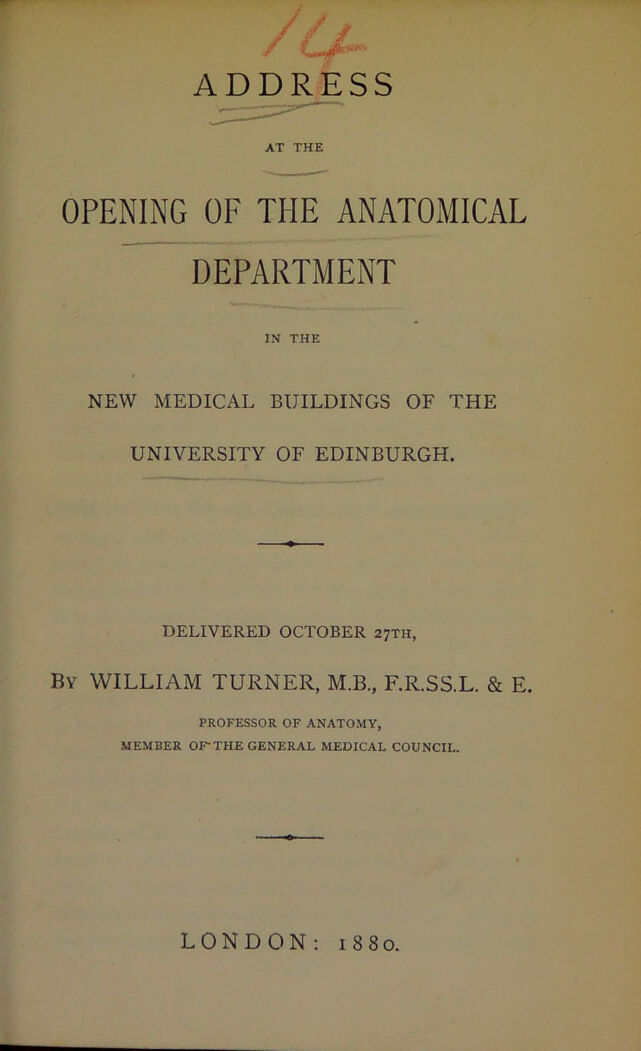 14
ADDRESS
AT THE
OPENING OF THE ANATOMICAL
DEPARTMENT
IN THE
NEW MEDICAL BUILDINGS OF THE
UNIVERSITY OF EDINBURGH.
DELIVERED OCTOBER 27TH,
BY WILLIAM TURNER, M.B., F.R.SS.L. & E.
PROFESSOR OF ANATOMY,
MEMBER OF THE GENERAL MEDICAL COUNCIL.
LONDON: 1880.